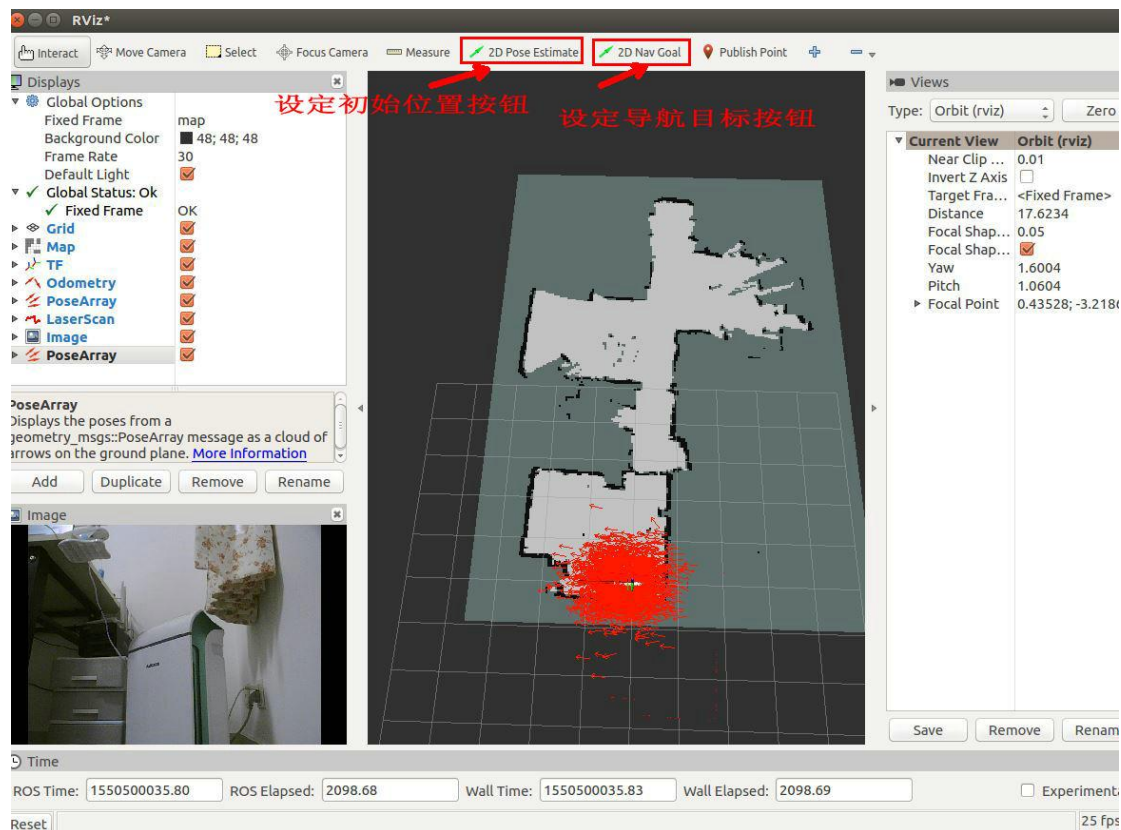 RViz*
Interact Move Camera Select Focus Camera Measure 2D Pose Estimate 2D Nav Goal Publish Point
设定初始位置按钮
设定导航目标按钮
Displays
Global Options
Fixed Frame map
Background Color 48; 48; 48
Frame Rate 30
Default Light
Global Status: Ok
Fixed Frame OK
Grid
Map
TF
Odometry
PoseArray
LaserScan
Image
PoseArray
PoseArray
Displays the poses from a
geometry_msgs::PoseArray message as a cloud of
arrows on the ground plane. More Information
Add Duplicate Remove Rename
Image
Views
Type: Orbit (rviz) Zero
Current View Orbit (rviz)
Near Clip ... 0.01
Invert Z Axis
Target Fra... <Fixed Frame>
Distance 17.6234
Focal Shap... 0.05
Focal Shap...
Yaw 1.6004
Pitch 1.0604
Focal Point 0.43528; -3.218
Save Remove Renam
Time
ROS Time: 1550500035.80 ROS Elapsed: 2098.68 Wall Time: 1550500035.83 Wall Elapsed: 2098.69 Experimenta
Reset 25 fps